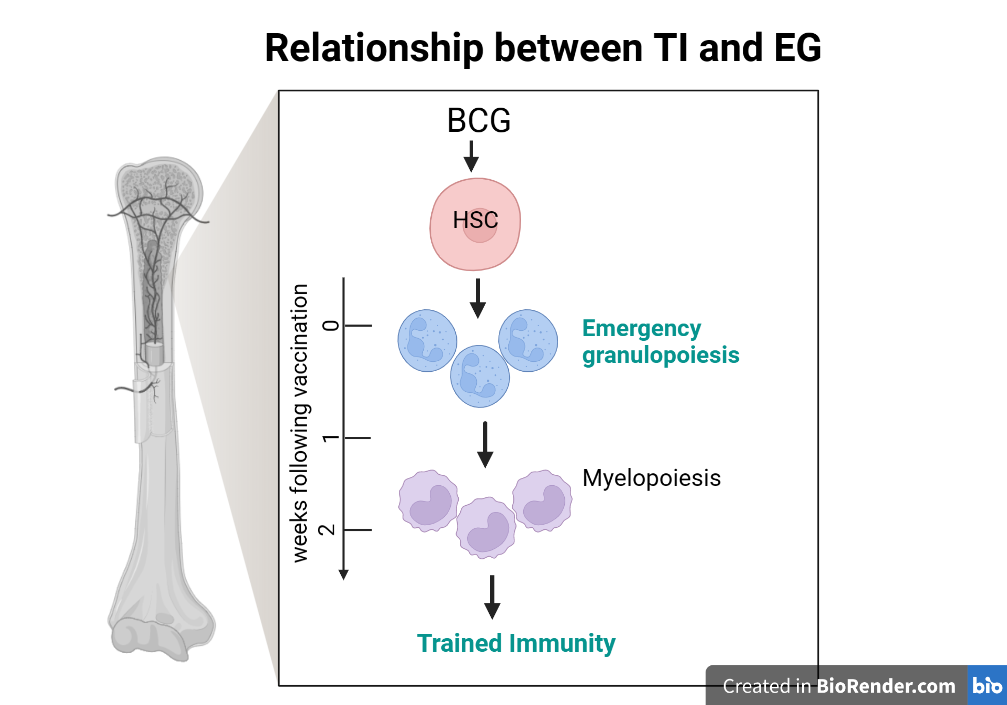 Relationship between TI and EG
BCG
HSC
weeks following vaccination
0
1
2
Emergency
granulopoiesis
Myelopoiesis
Trained Immunity
Created in BioRender.com bio